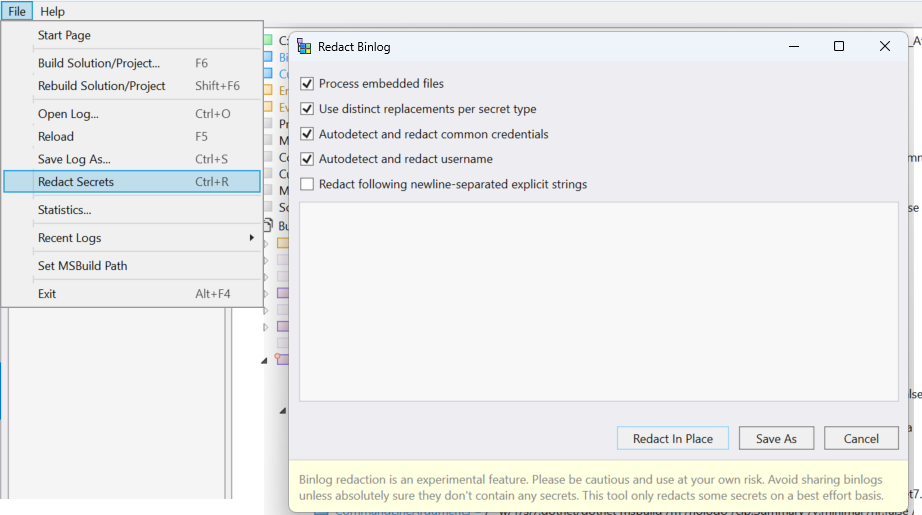 File Help
Start Page
Build Solution/Project... F6
Rebuild Solution/Project Shift+F6
Open Log... Ctrl+O
Reload F5
Save Log As... Ctrl+S
Redact Secrets Ctrl+R
Statistics...
Recent Logs
Set MSBuild Path
Exit Alt+F4
Redact Binlog
Process embedded files
Use distinct replacements per secret type
Autodetect and redact common credentials
Autodetect and redact username
Redact following newline-separated explicit strings
Redact In Place Save As Cancel
Binlog redaction is an experimental feature. Please be cautious and use at your own risk. Avoid sharing binlogs
unless absolutely sure they don't contain any secrets. This tool only redacts some secrets on a best effort basis.